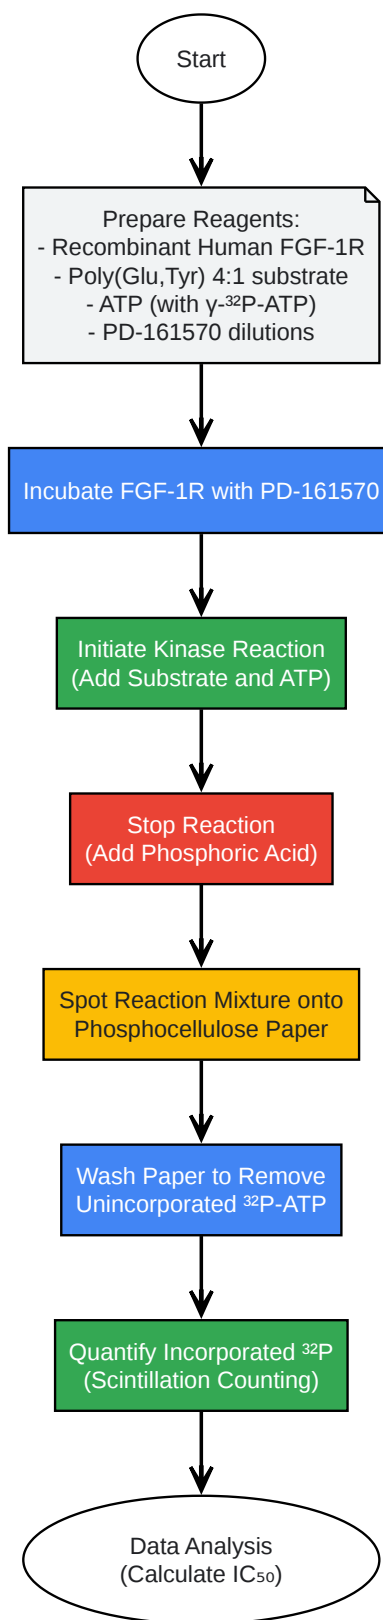 Start
Prepare Reagents:
- Recombinant Human FGF-1R
- Poly(Glu,Tyr) 4:1 substrate
- ATP (with γ-³²P-ATP)
- PD-161570 dilutions
Incubate FGF-1R with PD-161570
Initiate Kinase Reaction
(Add Substrate and ATP)
Stop Reaction
(Add Phosphoric Acid)
Spot Reaction Mixture onto
Phosphocellulose Paper
Wash Paper to Remove
Unincorporated ³²P-ATP
Quantify Incorporated ³²P
(Scintillation Counting)
Data Analysis
(Calculate IC₅₀)